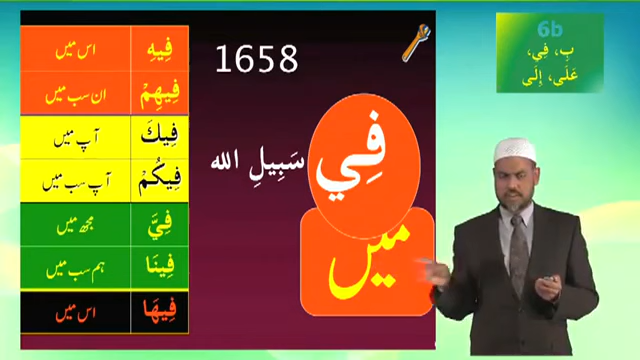 6b
بِ، فِي،
عَلَى، إِلَى
1658
فِي سَبِيلِ اللہ
میں
فِيهِ اس میں
فِيهِمْ ان سب میں
فِيكَ آپ میں
فِيكُمْ آپ سب میں
فِيَّ مجھ میں
فِينَا ہم سب میں
فِيهَا اس میں